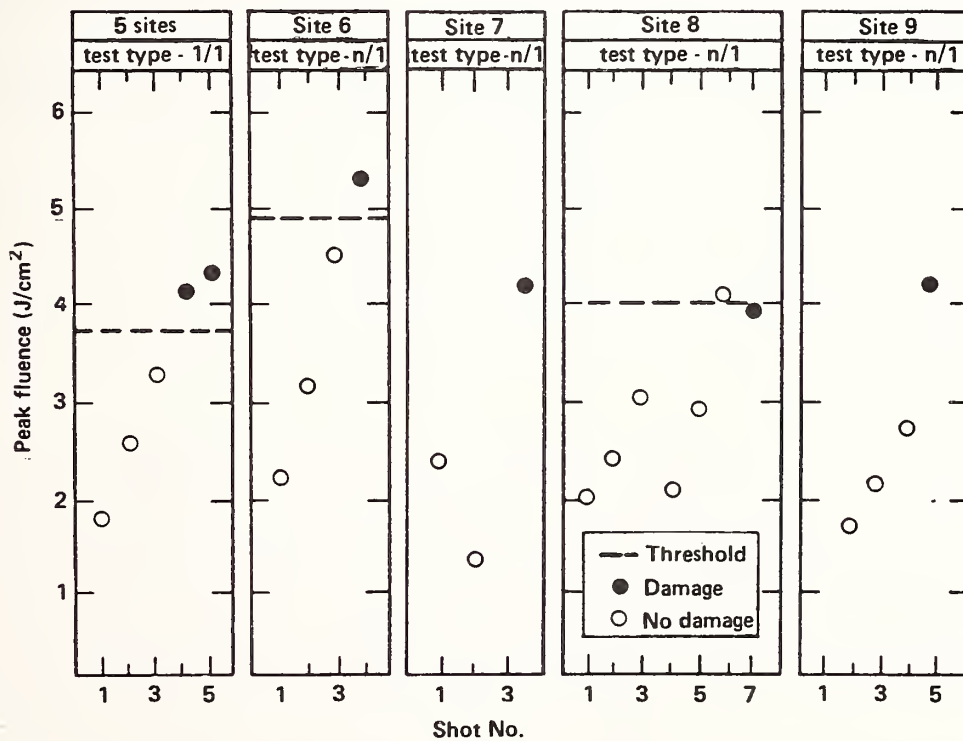 5 sites
test type - 1/1
Site 6
test type-n/1
Site 7
test type-n/1
Site 8
test type - n/1
Site 9
test type - n/1
Peak fluence (J/cm²)
6
5
4
3
2
1
Threshold
Damage
No damage
1 3 5
1 3
1 3
1 3 5 7
1 3 5
Shot No.